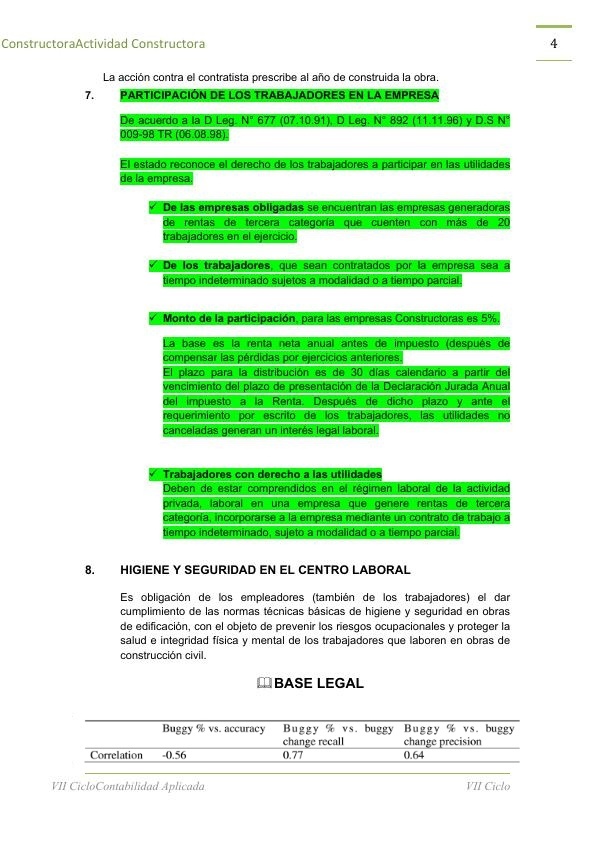 ConstructoraActividad Constructora
4
La acción contra el contratista prescribe al año de construida la obra.
7. PARTICIPACIÓN DE LOS TRABAJADORES EN LA EMPRESA
De acuerdo a la D Leg. N° 677 (07.10.91), D Leg. N° 892 (11.11.96) y D.S N°
009-98 TR (06.08.98).
El estado reconoce el derecho de los trabajadores a participar en las utilidades
de la empresa.
✓ De las empresas obligadas se encuentran las empresas generadoras
de rentas de tercera categoría que cuenten con más de 20
trabajadores en el ejercicio.
✓ De los trabajadores, que sean contratados por la empresa sea a
tiempo indeterminado sujetos a modalidad o a tiempo parcial.
✓ Monto de la participación, para las empresas Constructoras es 5%.
La base es la renta neta anual antes de impuesto (después de
compensar las pérdidas por ejercicios anteriores.
El plazo para la distribución es de 30 días calendario a partir del
vencimiento del plazo de presentación de la Declaración Jurada Anual
del impuesto a la Renta. Después de dicho plazo y ante el
requerimiento por escrito de los trabajadores, las utilidades no
canceladas generan un interés legal laboral.
✓ Trabajadores con derecho a las utilidades
Deben de estar comprendidos en el régimen laboral de la actividad
privada, laboral en una empresa que genere rentas de tercera
categoría, incorporarse a la empresa mediante un contrato de trabajo a
tiempo indeterminado, sujeto a modalidad o a tiempo parcial.
8. HIGIENE Y SEGURIDAD EN EL CENTRO LABORAL
Es obligación de los empleadores (también de los trabajadores) el dar
cumplimiento de las normas técnicas básicas de higiene y seguridad en obras
de edificación, con el objeto de prevenir los riesgos ocupacionales y proteger la
salud e integridad física y mental de los trabajadores que laboren en obras de
construcción civil.
BASE LEGAL
Buggy % vs. accuracy Buggy % vs. buggy Buggy % vs. buggy
change recall change precision
Correlation -0.56 0.77 0.64
VII CicloContabilidad Aplicada VII Ciclo